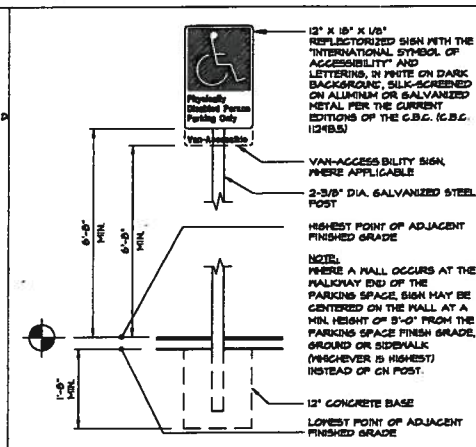 12" X 18" X 1/8"
REFLECTORIZED SIGN WITH THE
"INTERNATIONAL SYMBOL OF
ACCESSIBILITY" AND
LETTERING, IN WHITE ON DARK
BACKGROUND, SILK-SCREENED
ON ALUMINUM OR GALVANIZED
METAL PER THE CURRENT
EDITIONS OF THE C.B.C. (C.B.C.
1129B.5)
Physically
Disabled Person
Parking Only
Van-Accessible
VAN-ACCESSIBILITY SIGN,
WHERE APPLICABLE
2-3/8" DIA. GALVANIZED STEEL
POST
6'-8"
MIN.
6'-8"
MIN.
HIGHEST POINT OF ADJACENT
FINISHED GRADE
NOTE:
WHERE A WALL OCCURS AT THE
WALKWAY END OF THE
PARKING SPACE, SIGN MAY BE
CENTERED ON THE WALL AT A
MIN. HEIGHT OF 5'-0" FROM THE
PARKING SPACE FINISH GRADE,
GROUND OR SIDEWALK
(WHICHEVER IS HIGHEST)
INSTEAD OF ON POST.
1'-8"
MIN.
12" CONCRETE BASE
LOWEST POINT OF ADJACENT
FINISHED GRADE